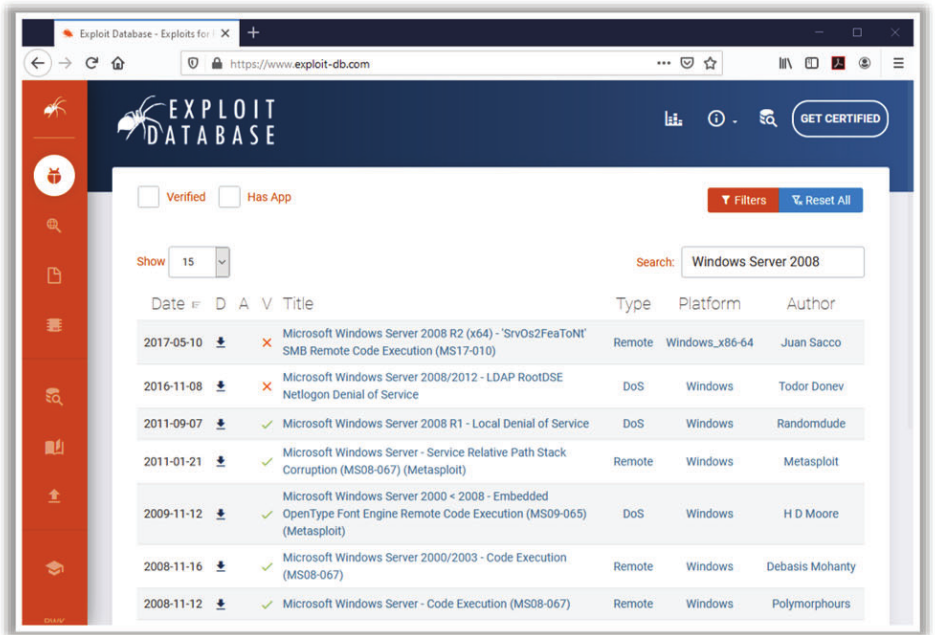 Exploit Database - Exploits for
https://www.exploit-db.com
EXPLOIT
DATABASE
GET CERTIFIED
Verified
Has App
Filters
Reset All
Show
15
Search:
Windows Server 2008
Date D A V Title Type Platform Author
2017-05-10 Microsoft Windows Server 2008 R2 (x64) - 'SrvOs2FeaToNt' Remote Windows_x86-64 Juan Sacco
SMB Remote Code Execution (MS17-010)
2016-11-08 Microsoft Windows Server 2008/2012 - LDAP RootDSE DoS Windows Todor Donev
Netlogon Denial of Service
2011-09-07 Microsoft Windows Server 2008 R1 - Local Denial of Service DoS Windows Randomdude
2011-01-21 Microsoft Windows Server - Service Relative Path Stack Remote Windows Metasploit
Corruption (MS08-067) (Metasploit)
Microsoft Windows Server 2000 < 2008 - Embedded
2009-11-12 OpenType Font Engine Remote Code Execution (MS09-065) DoS Windows H D Moore
(Metasploit)
2008-11-16 Microsoft Windows Server 2000/2003 - Code Execution Remote Windows Debasis Mohanty
(MS08-067)
2008-11-12 Microsoft Windows Server - Code Execution (MS08-067) Remote Windows Polymorphours